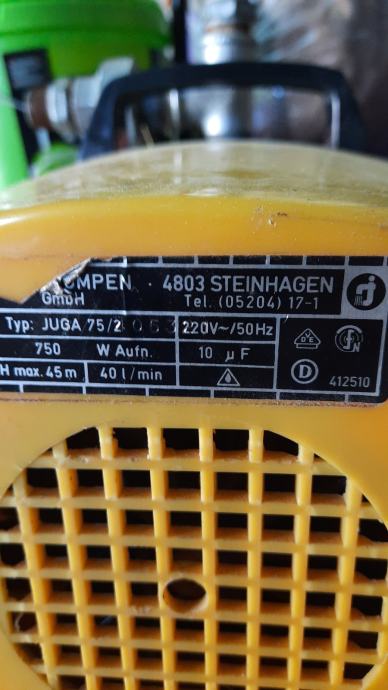 UMPEN · 4803 STEINHAGEN
GmbH Tel. (05204) 17-1
Typ: JUGA 75/2 220V~/50Hz
750 W Aufn. 10 µF
H max. 45 m 40 l/min
D 412510